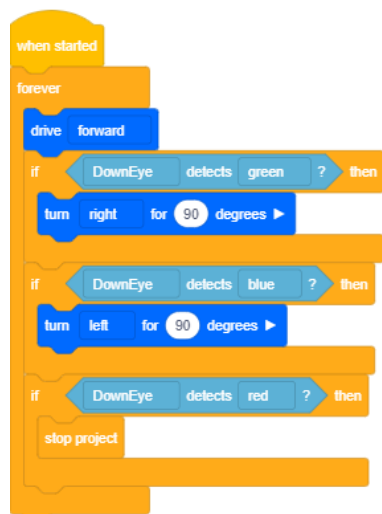 when started
forever
drive forward
if DownEye detects green ? then
turn right for 90 degrees
if DownEye detects blue ? then
turn left for 90 degrees
if DownEye detects red ? then
stop project